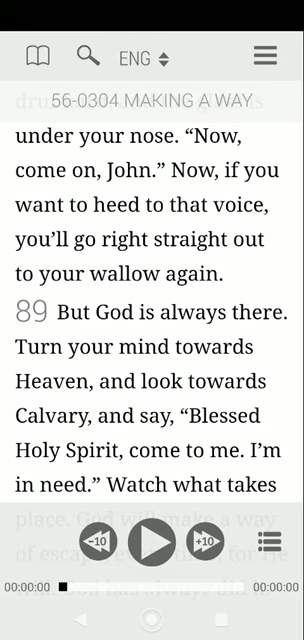 ENG
56-0304 MAKING A WAY
under your nose. “Now,
come on, John.” Now, if you
want to heed to that voice,
you’ll go right straight out
to your wallow again.
89 But God is always there.
Turn your mind towards
Heaven, and look towards
Calvary, and say, “Blessed
Holy Spirit, come to me. I’m
in need.” Watch what takes
place. God will make a way
-10
+10
00:00:00
00:00:00